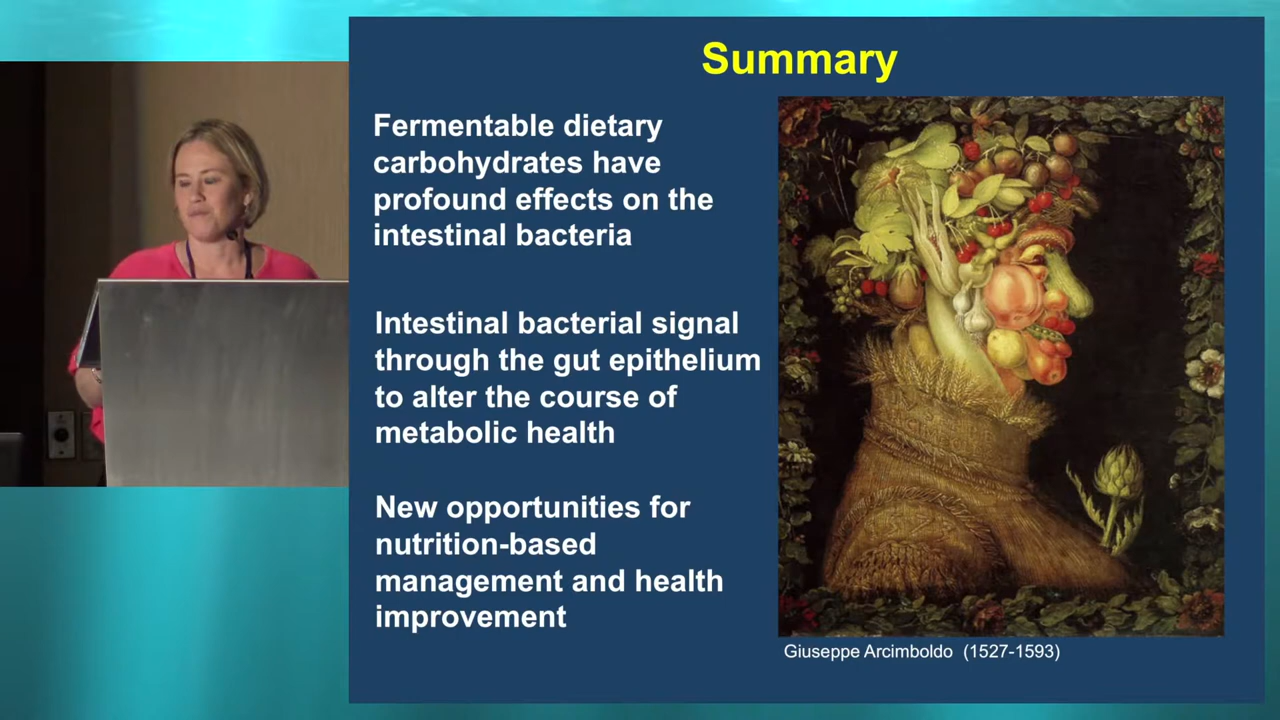 Summary
Fermentable dietary
carbohydrates have
profound effects on the
intestinal bacteria
Intestinal bacterial signal
through the gut epithelium
to alter the course of
metabolic health
New opportunities for
nutrition-based
management and health
improvement
Giuseppe Arcimboldo (1527-1593)